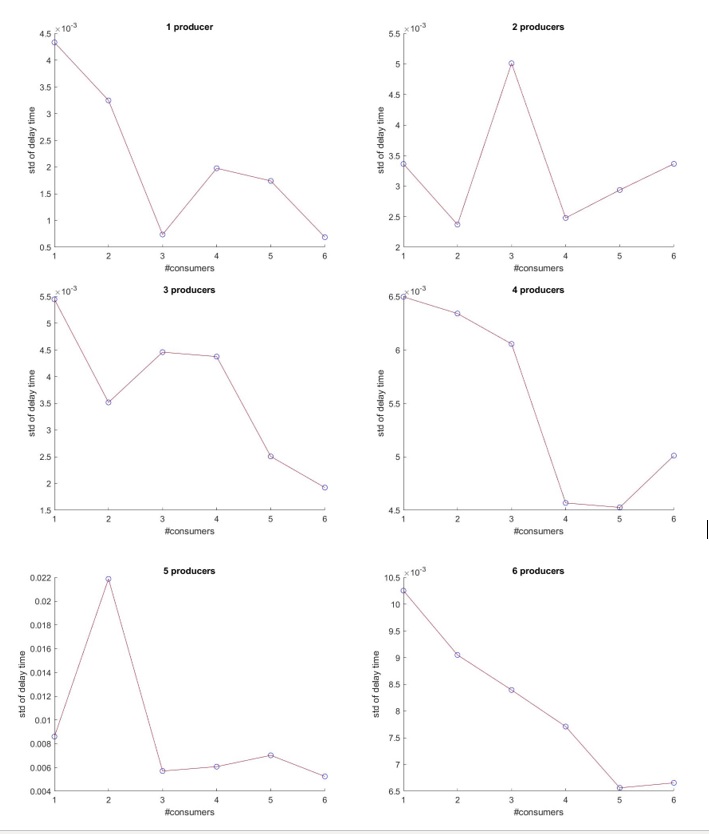 1 producer
×10-3
4.5
4
3.5
3
2.5
2
1.5
1
0.5
std of delay time
1 2 3 4 5 6
#consumers
2 producers
×10-3
5.5
5
4.5
4
3.5
3
2.5
2
std of delay time
1 2 3 4 5 6
#consumers
3 producers
×10-3
5.5
5
4.5
4
3.5
3
2.5
2
1.5
std of delay time
1 2 3 4 5 6
#consumers
4 producers
×10-3
6.5
6
5.5
5
4.5
std of delay time
1 2 3 4 5 6
#consumers
5 producers
0.022
0.02
0.018
0.016
0.014
0.012
0.01
0.008
0.006
0.004
std of delay time
1 2 3 4 5 6
#consumers
6 producers
×10-3
10.5
10
9.5
9
8.5
8
7.5
7
6.5
std of delay time
1 2 3 4 5 6
#consumers